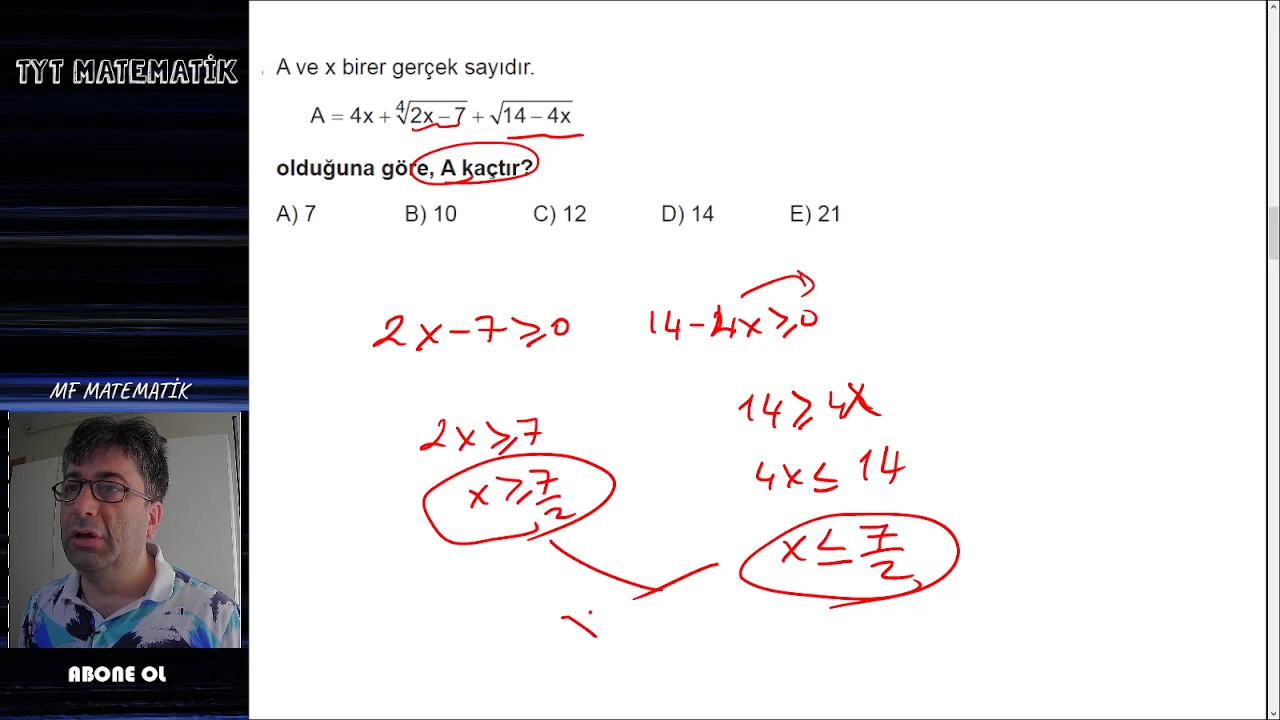 TYT MATEMATİK
A ve x birer gerçek sayıdır.
A = 4x + ∜(2x – 7) + √(14 – 4x)
olduğuna göre, A kaçtır?
A) 7 B) 10 C) 12 D) 14 E) 21
2x-7≥0 14-4x≥0
14≥4x
2x≥7
4x≤14
x≥7/2
x≤7/2
MF MATEMATİK
ABONE OL